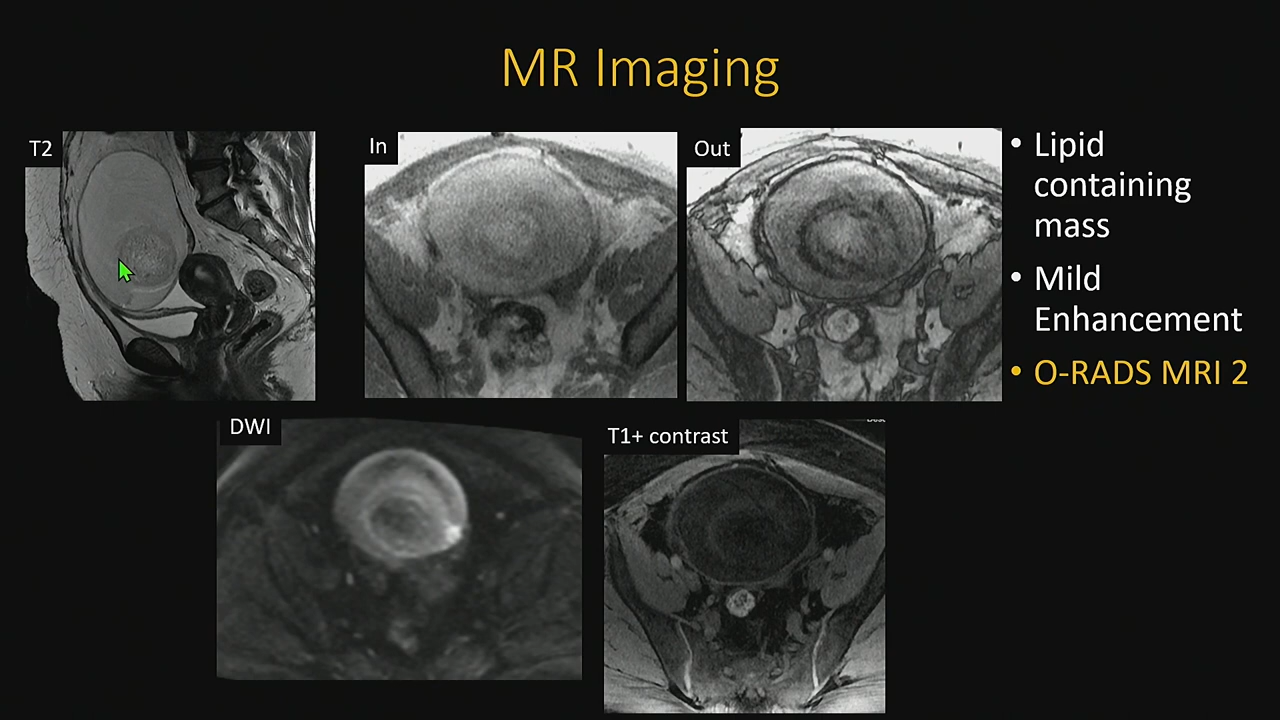 MR Imaging
T2
In
Out
• Lipid
containing
mass
• Mild
Enhancement
• O-RADS MRI 2
DWI
T1+ contrast